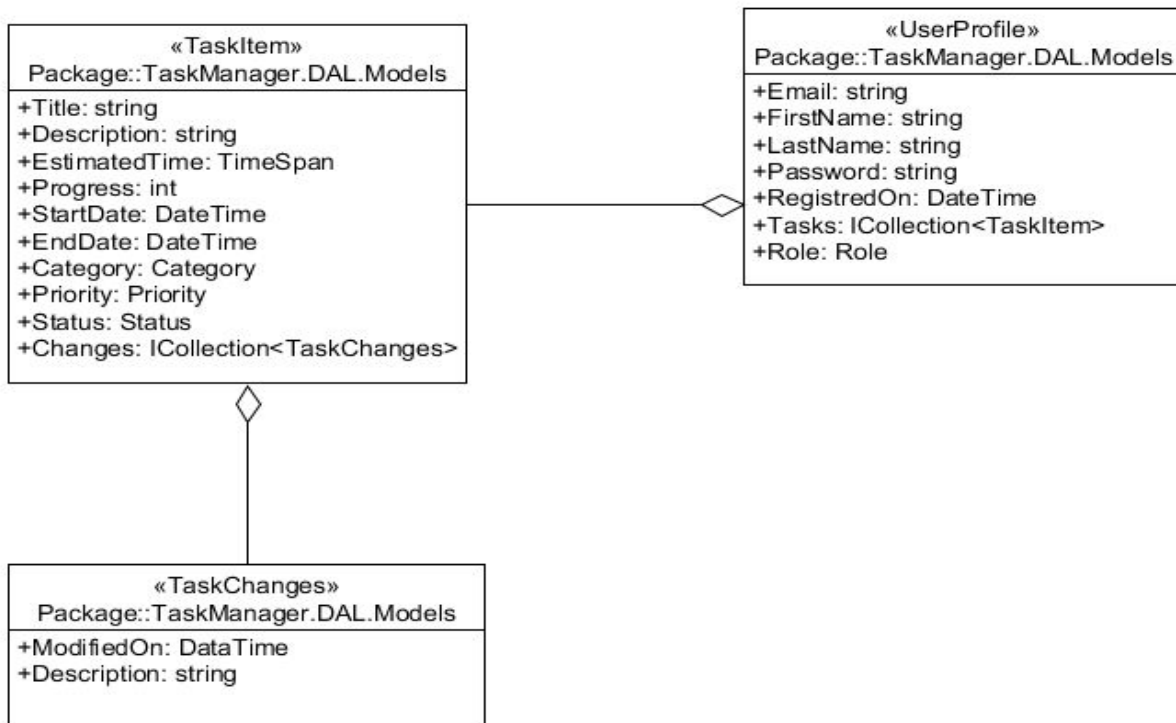 «TaskItem»
Package::TaskManager.DAL.Models
+Title: string
+Description: string
+EstimatedTime: TimeSpan
+Progress: int
+StartDate: DateTime
+EndDate: DateTime
+Category: Category
+Priority: Priority
+Status: Status
+Changes: ICollection<TaskChanges>
«UserProfile»
Package::TaskManager.DAL.Models
+Email: string
+FirstName: string
+LastName: string
+Password: string
+RegistredOn: DateTime
+Tasks: ICollection<TaskItem>
+Role: Role
«TaskChanges»
Package::TaskManager.DAL.Models
+ModifiedOn: DataTime
+Description: string